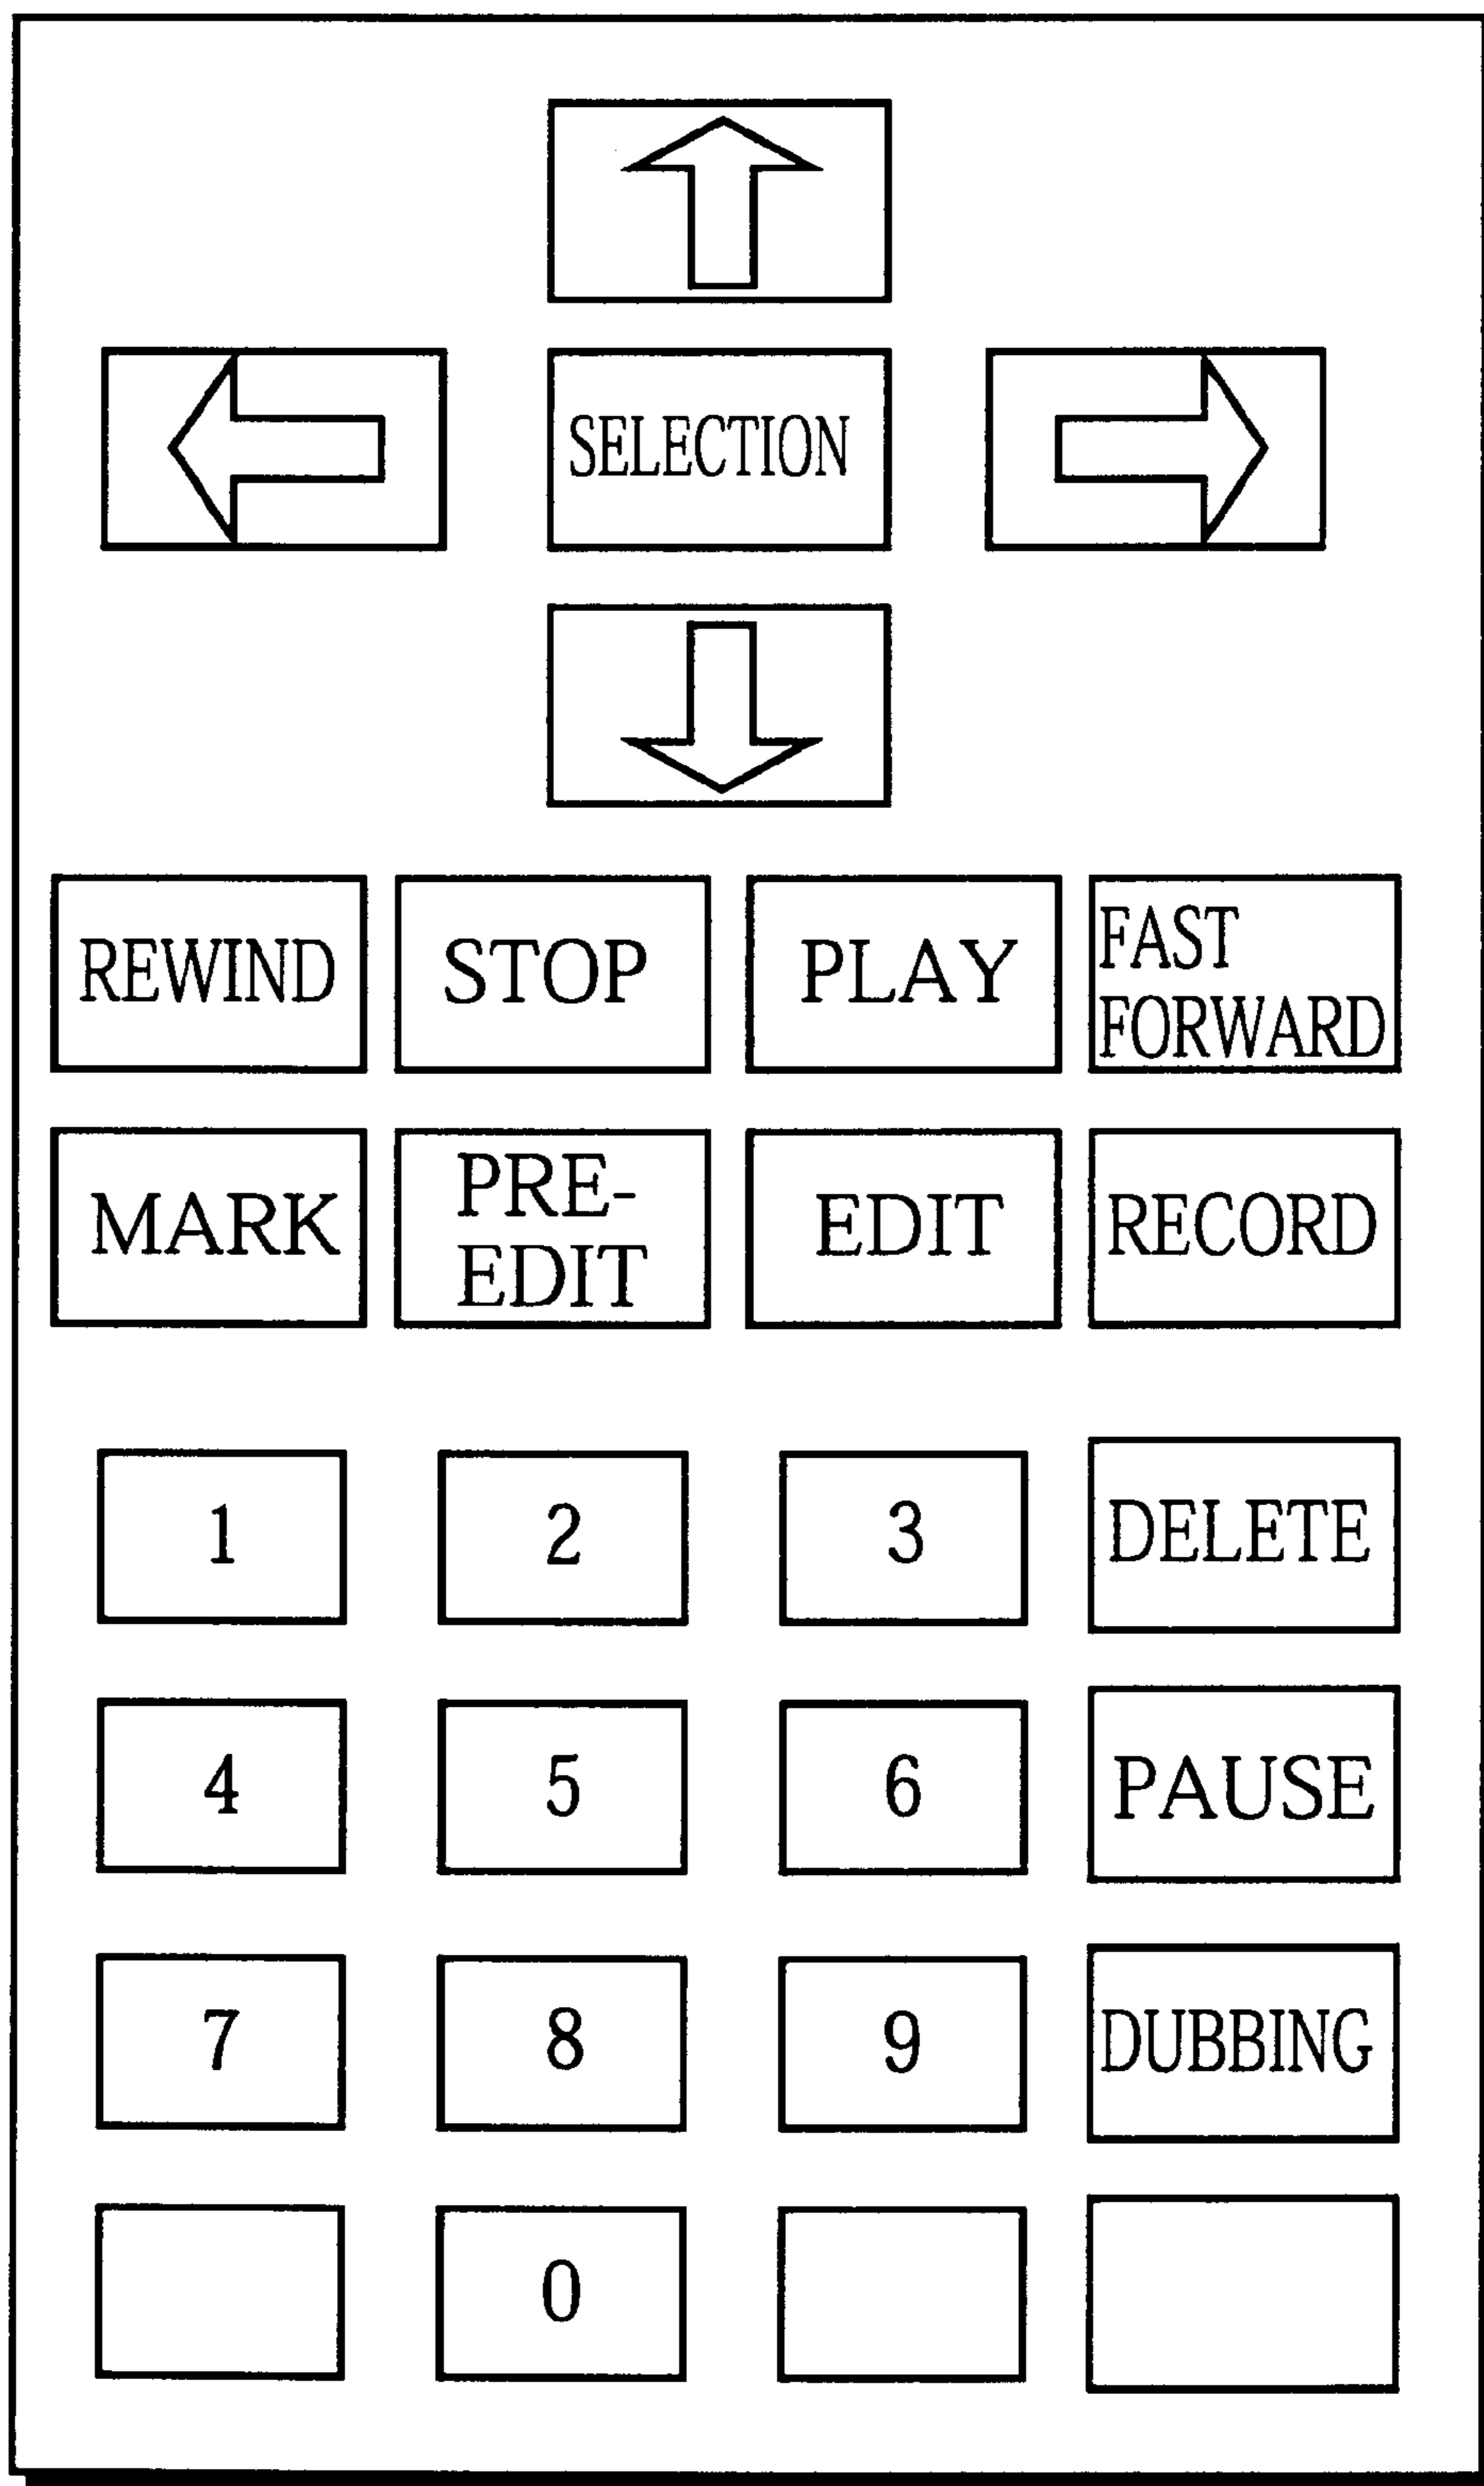 SELECTION
REWIND
STOP
PLAY
FAST
FORWARD
MARK
PRE-
EDIT
EDIT
RECORD
1
2
3
DELETE
4
5
6
PAUSE
7
8
9
DUBBING
0